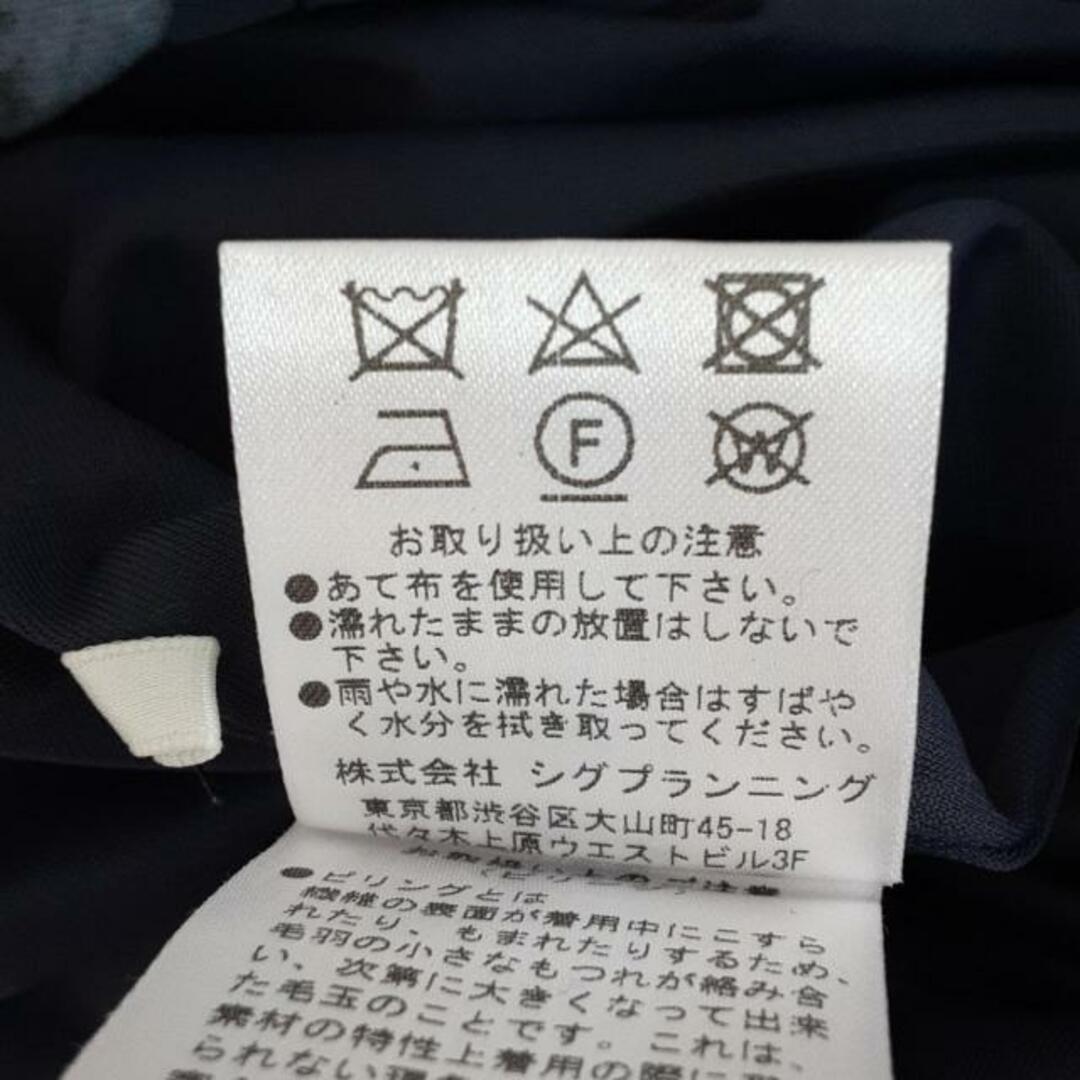 F
W
お取り扱い上の注意
●あて布を使用して下さい。
●濡れたままの放置はしないで
下さい。
●雨や水に濡れた場合はすばや
く水分を拭き取ってください。
株式会社 シグプランニング
東京都渋谷区大山町45-18
代々木上原ウエストビル3F
お取扱い上のご注意
●ピリングとは
繊維の表面が着用中にこすら
れたり、もまれたりするため、
毛羽の小さなもつれが絡み合
い、次第に大きくなって出来
た毛玉のことです。これは、
素材の特性上着用の際に
られない現